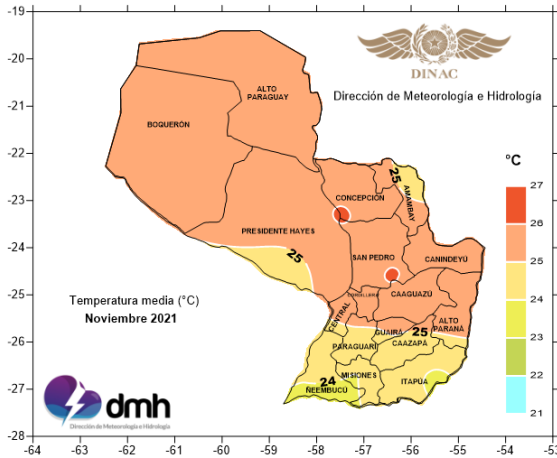 -19
-20
-21
-22
-23
-24
-25
-26
-27
-28
-64
-63
-62
-61
-60
-59
-58
-57
-56
-55
-54
-53
DINAC
Dirección de Meteorología e Hidrología
°C
27
26
25
24
23
22
21
ALTO
PARAGUAY
BOQUERÓN
25
CONCEPCIÓN
AMAMBAY
PRESIDENTE HAYES
25
SAN PEDRO
CANINDEYÚ
CORDILLERA
CAAGUAZÚ
CENTRAL
ALTO
PARANÁ
GUAIRÁ
25
PARAGUARÍ
CAAZAPÁ
24
MISIONES
ÑEEMBUCÚ
ITAPÚA
Temperatura media (°C)
Noviembre 2021
dmh
Dirección de Meteorología e Hidrología